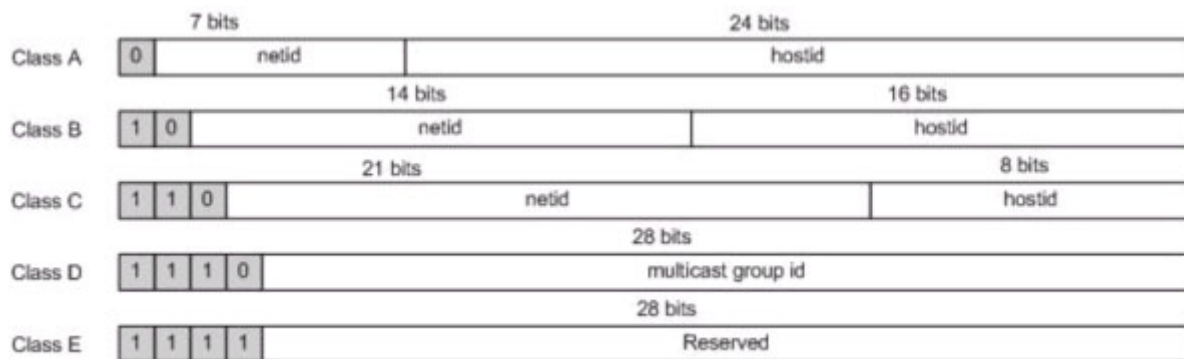 7 bits 24 bits
Class A 0 netid hostid
14 bits 16 bits
Class B 1 0 netid hostid
21 bits 8 bits
Class C 1 1 0 netid hostid
28 bits
Class D 1 1 1 0 multicast group id
28 bits
Class E 1 1 1 1 Reserved